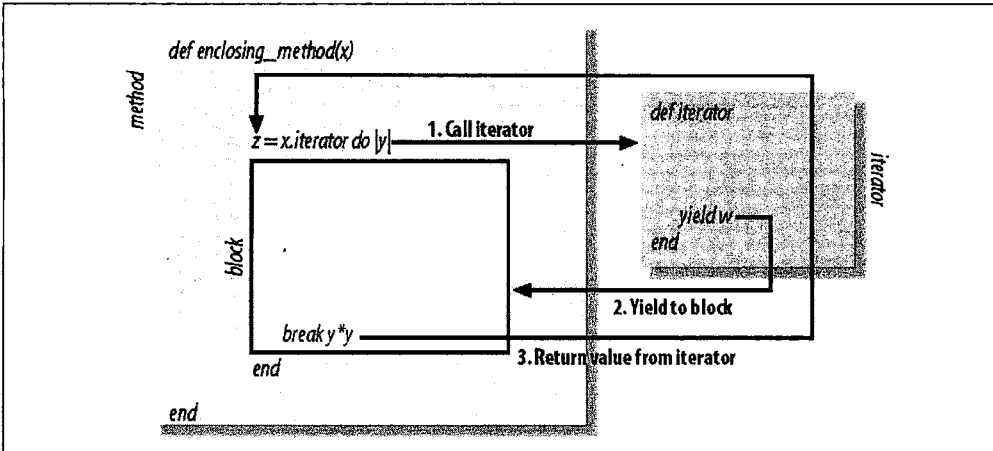 def enclosing_method(x)
method
z = x.iterator do |y|
1. Call iterator
def iterator
iterator
yield w
end
block
2. Yield to block
break y*y
3. Return value from iterator
end
end